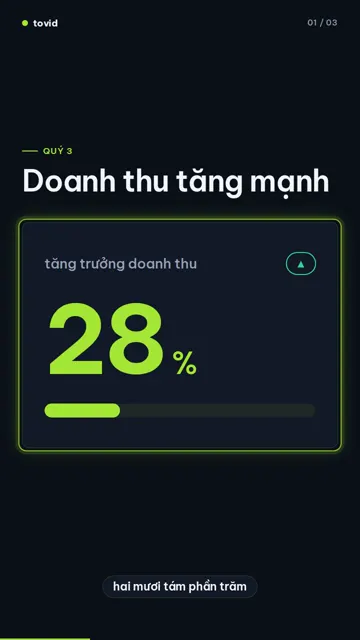 tovid
01 / 03
QUÝ 3
Doanh thu tăng mạnh
tăng trưởng doanh thu
▲
28 %
hai mươi tám phần trăm